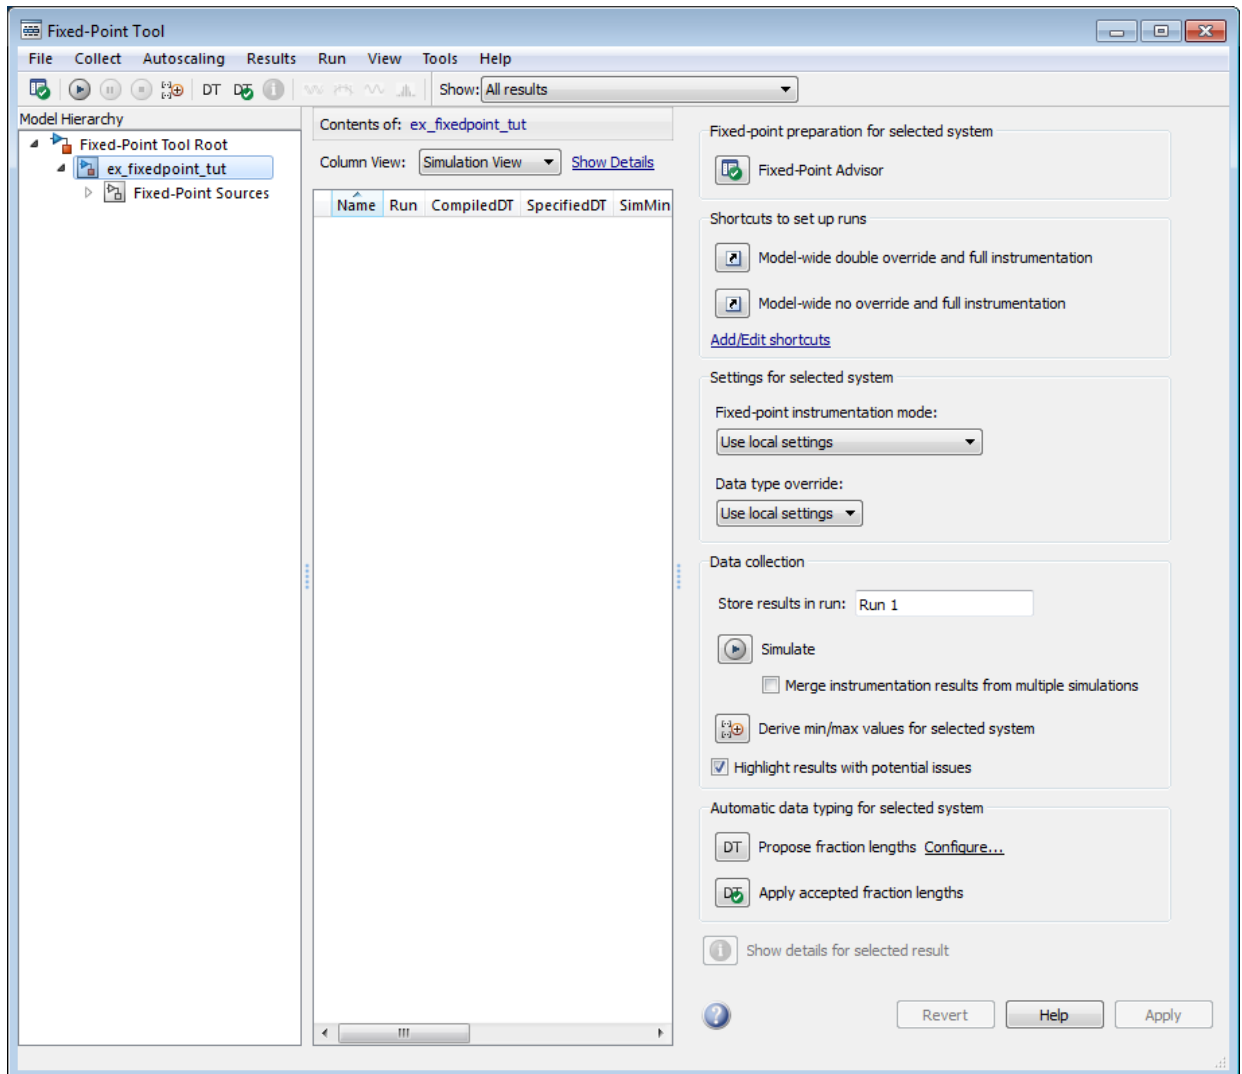 Fixed-Point Tool
File Collect Autoscaling Results Run View Tools Help
DT DT Show: All results
Model Hierarchy
Fixed-Point Tool Root
ex_fixedpoint_tut
Fixed-Point Sources
Contents of: ex_fixedpoint_tut
Column View: Simulation View Show Details
Name Run CompiledDT SpecifiedDT SimMin
Fixed-point preparation for selected system
Fixed-Point Advisor
Shortcuts to set up runs
Model-wide double override and full instrumentation
Model-wide no override and full instrumentation
Add/Edit shortcuts
Settings for selected system
Fixed-point instrumentation mode:
Use local settings
Data type override:
Use local settings
Data collection
Store results in run: Run 1
Simulate
Merge instrumentation results from multiple simulations
Derive min/max values for selected system
Highlight results with potential issues
Automatic data typing for selected system
DT Propose fraction lengths Configure...
DT Apply accepted fraction lengths
Show details for selected result
Revert Help Apply